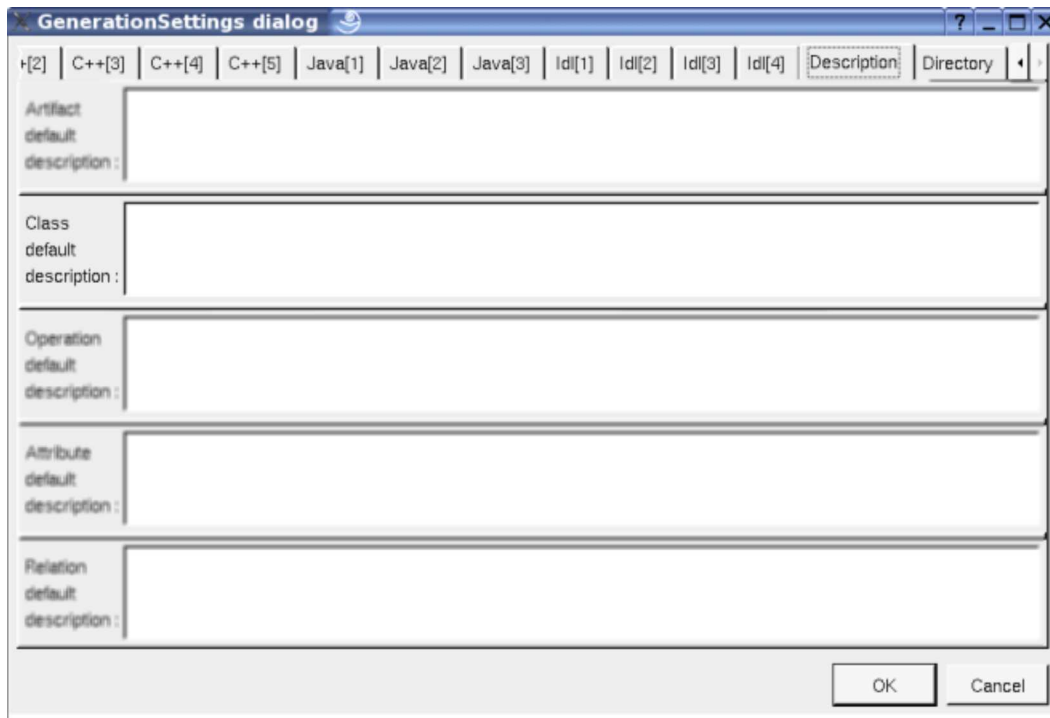 GenerationSettings dialog
?
+[2] C++[3] C++[4] C++[5] Java[1] Java[2] Java[3] Idl[1] Idl[2] Idl[3] Idl[4] Description Directory
Artifact
default
description :
Class
default
description :
Operation
default
description :
Attribute
default
description :
Relation
default
description :
OK Cancel